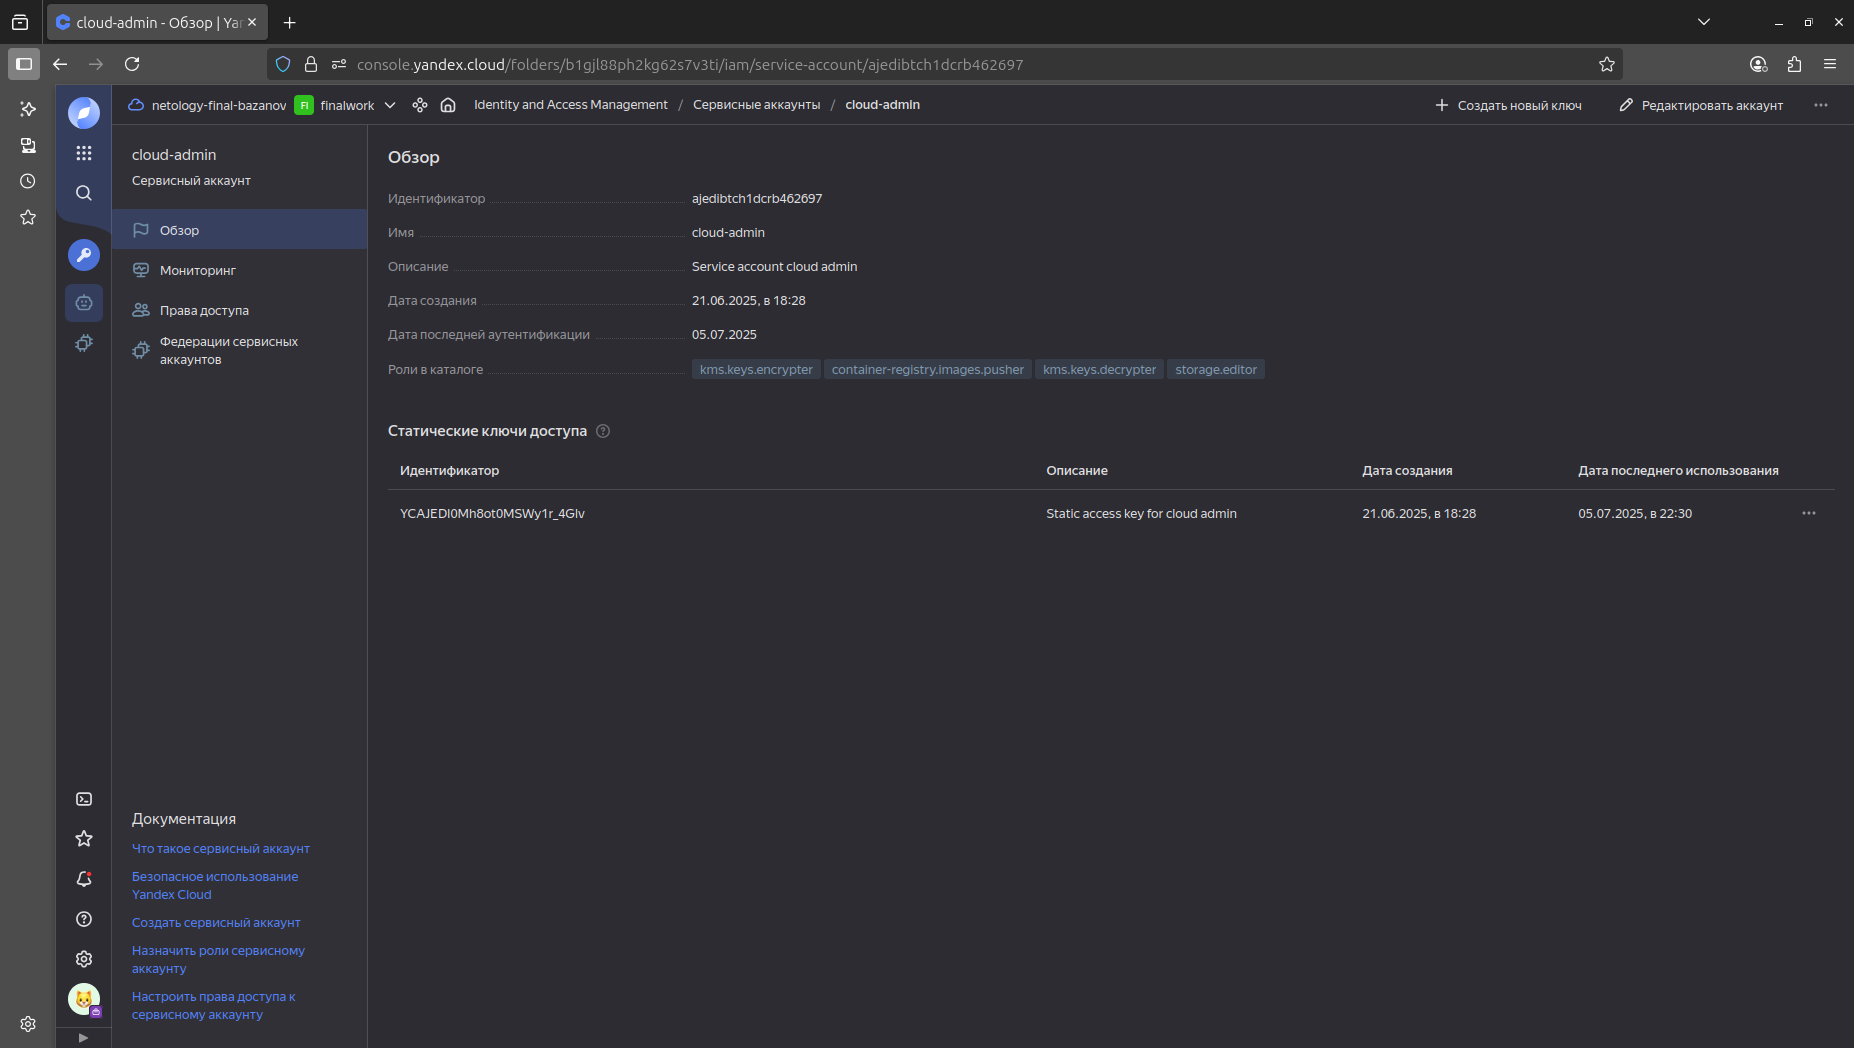 cloud-admin - Обзор | Yan
console.yandex.cloud/folders/b1gjl88ph2kg62s7v3ti/iam/service-account/ajedibtch1dcrb462697
netology-final-bazanov FI finalwork Identity and Access Management / Сервисные аккаунты / cloud-admin Создать новый ключ Редактировать аккаунт
cloud-admin
Сервисный аккаунт
Обзор
Мониторинг
Права доступа
Федерации сервисных
аккаунтов
Документация
Что такое сервисный аккаунт
Безопасное использование
Yandex Cloud
Создать сервисный аккаунт
Назначить роли сервисному
аккаунту
Настроить права доступа к
сервисному аккаунту
Обзор
Идентификатор ajedibtch1dcrb462697
Имя cloud-admin
Описание Service account cloud admin
Дата создания 21.06.2025, в 18:28
Дата последней аутентификации 05.07.2025
Роли в каталоге kms.keys.encrypter container-registry.images.pusher kms.keys.decrypter storage.editor
Статические ключи доступа
Идентификатор Описание Дата создания Дата последнего использования
YCAJEDI0Mh8ot0MSWy1r_4Glv Static access key for cloud admin 21.06.2025, в 18:28 05.07.2025, в 22:30